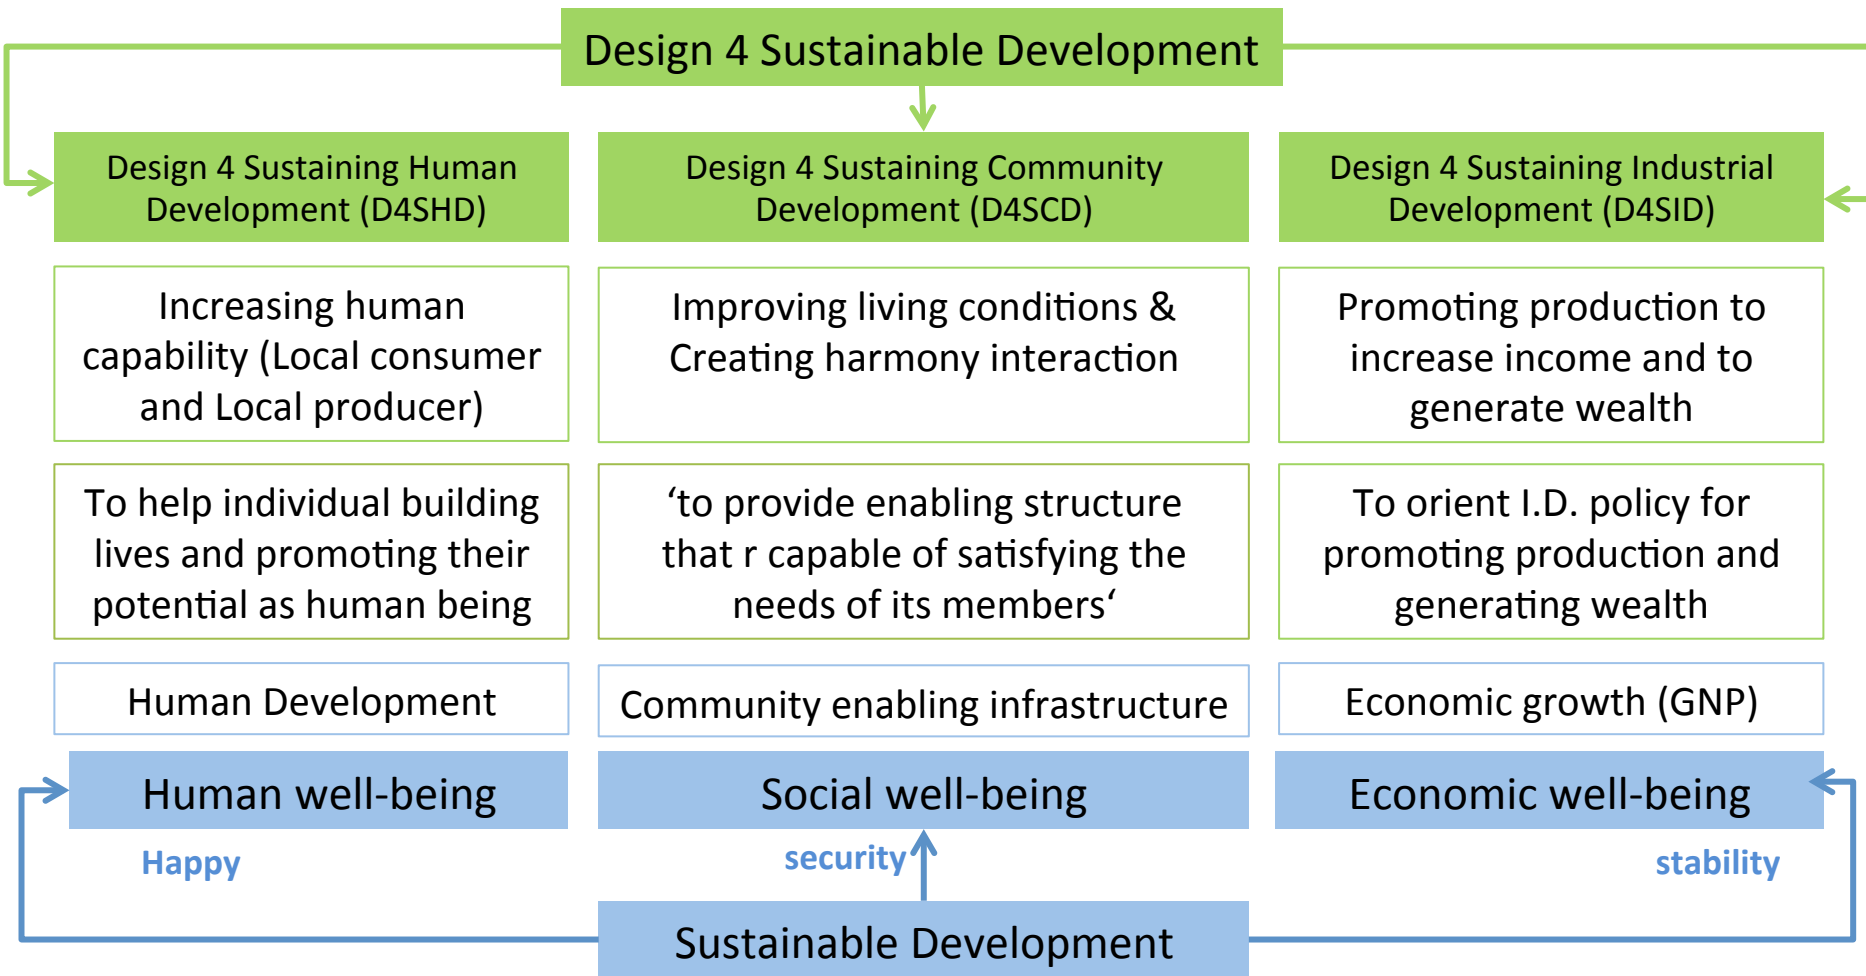 Design 4 Sustainable Development
Design 4 Sustaining Human
Development (D4SHD)
Design 4 Sustaining Community
Development (D4SCD)
Design 4 Sustaining Industrial
Development (D4SID)
Increasing human
capability (Local consumer
and Local producer)
Improving living conditions &
Creating harmony interaction
Promoting production to
increase income and to
generate wealth
To help individual building
lives and promoting their
potential as human being
‘to provide enabling structure
that r capable of satisfying the
needs of its members‘
To orient I.D. policy for
promoting production and
generating wealth
Human Development
Community enabling infrastructure
Economic growth (GNP)
Human well-being
Social well-being
Economic well-being
Happy
security
stability
Sustainable Development